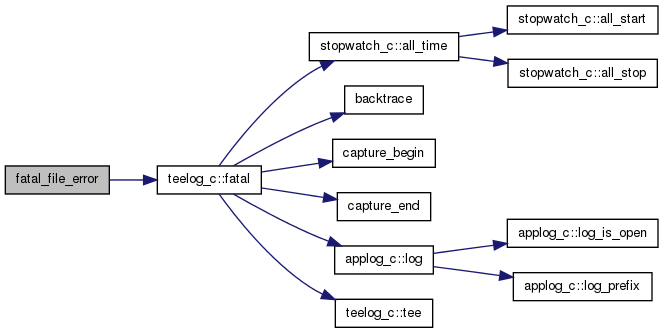 stopwatch_c::all_start
stopwatch_c::all_time
stopwatch_c::all_stop
backtrace
capture_begin
fatal_file_error
teelog_c::fatal
capture_end
applog_c::log_is_open
applog_c::log
applog_c::log_prefix
teelog_c::tee